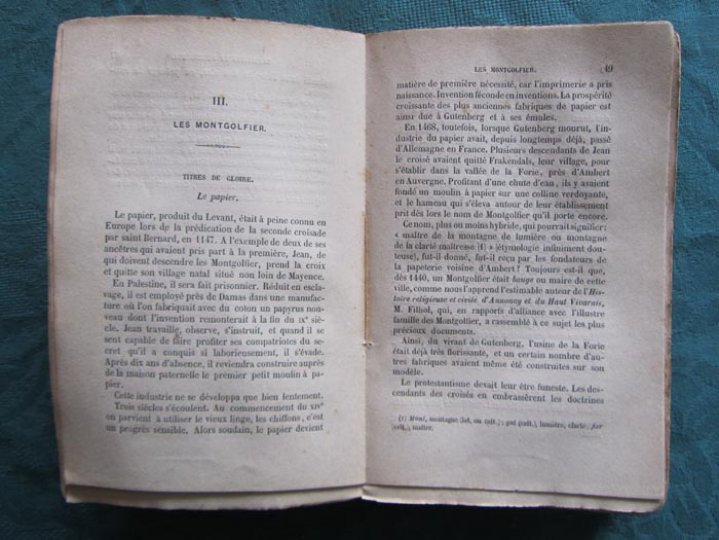 III.
LES MONTGOLFIER.
TITRES DE GLOIRE.
Le papier.
Le papier, produit du Levant, était à peine connu en
Europe lors de la prédication de la seconde croisade
par saint Bernard, en 1147. A l'exemple de deux de ses
ancêtres qui avaient pris part à la première, Jean, de
qui doivent descendre les Montgolfier, prend la croix
et quitte son village natal situé non loin de Mayence.
En Palestine, il sera fait prisonnier. Réduit en escla-
vage, il est employé près de Damas dans une manufac-
ture où l'on fabriquait avec du coton un papyrus nou-
veau dont l'invention remonterait à la fin du IXe siè-
cle. Jean travaille, observe, s'instruit, et quand il se
sent capable de faire profiter ses compatriotes du se-
cret qu'il a conquis si laborieusement, il s'évade.
Après dix ans d'absence, il reviendra construire auprès
de la maison paternelle le premier petit moulin à pa-
pier.
Cette industrie ne se développa que bien lentement.
Trois siècles s'écoulent. Au commencement du XIVe
on parvient à utiliser le vieux linge, les chiffons, c'est
un progrès sensible. Alors soudain, le papier devient
LES MONTGOLFIER. 49
matière de première nécessité, car l'imprimerie a pris
naissance. Invention féconde en inventions. La prospérité
croissante des plus anciennes fabriques de papier est
ainsi due à Gutenberg et à ses émules.
En 1468, toutefois, lorsque Gutenberg mourut, l'in-
dustrie du papier avait, depuis longtemps déjà, passé
d'Allemagne en France. Plusieurs descendants de Jean
le croisé avaient quitté Frakendals, leur village, pour
s'établir dans la vallée de la Forie, près d'Ambert
en Auvergne. Profitant d'une chute d'eau, ils y avaient
fondé un moulin à papier sur une colline verdoyante,
et le hameau qui s'éleva autour de leur établissement
prit dès lors le nom de Montgolfier qu'il porte encore.
Ce nom, plus ou moins hybride, qui pourrait signifier:
« maître de la montagne de lumière ou montagne
de la clarté maîtresse (1) » (étymologie infiniment dou-
teuse), fut-il donné, fut-il reçu par les fondateurs de
la papeterie voisine d'Ambert ? Toujours est-il que,
dès 1440, un Montgolfier était bauge ou maire de cette
ville, comme nous l'apprend l'estimable auteur de l'His-
toire religieuse et civile d'Annonay et du Haut Vivarais,
M. Filhol, qui, en rapports d'alliance avec l'illustre
famille des Montgolfier, a rassemblé à ce sujet les plus
précieux documents.
Ainsi, du vivant de Gutenberg, l'usine de la Forie
était déjà très florissante, et un certain nombre d'au-
tres fabriques avaient même été construites sur son
modèle.
Le protestantisme devait leur être funeste. Les des-
cendants des croisés en embrassèrent les doctrines
(1) Mont, montagne (lat. ou celt.); gol (celt.), lumière, clarté, fier
(celt.), maître.